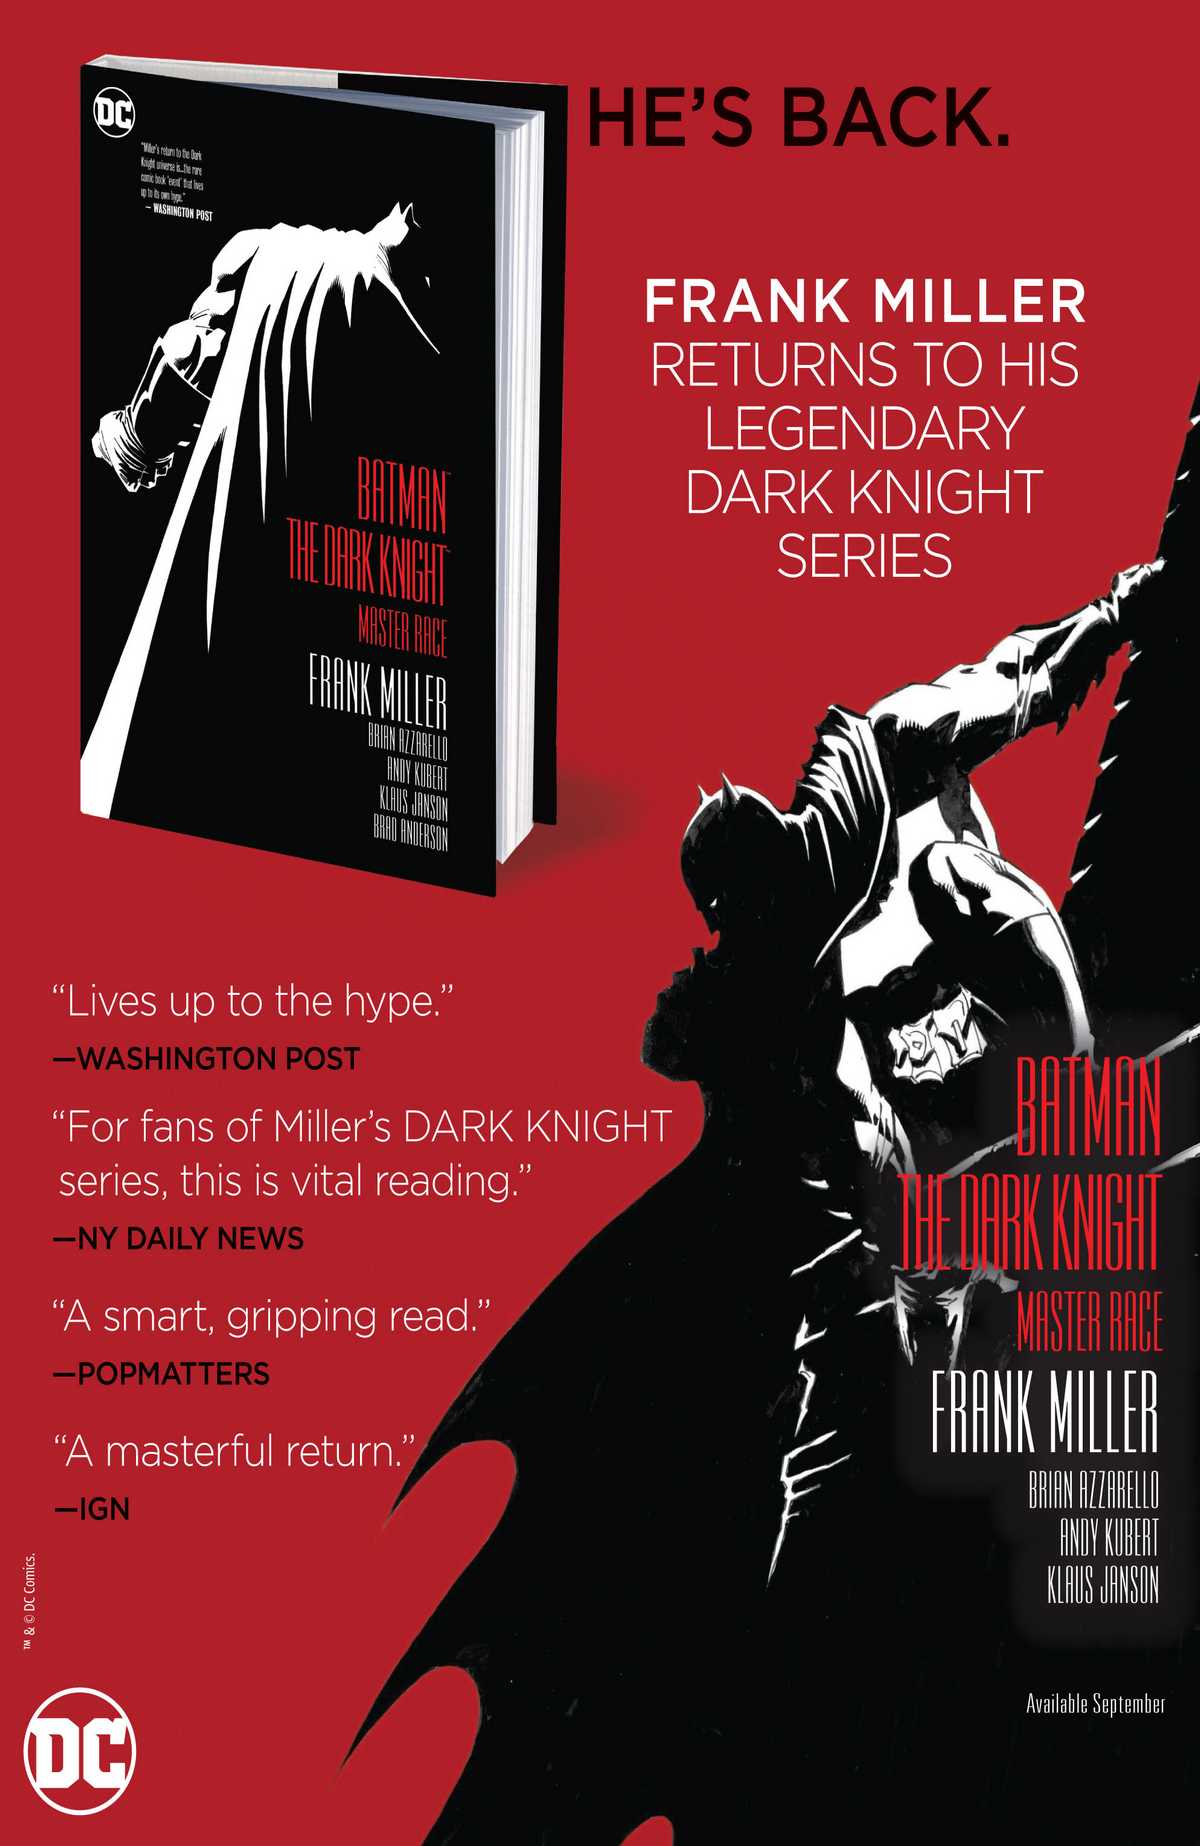 DC
"Miller's return to the Dark
Knight universe is...the rare
comic book 'event' that lives
up to its own hype."
— WASHINGTON POST
BATMAN™
THE DARK KNIGHT™
MASTER RACE
FRANK MILLER
BRIAN AZZARELLO
ANDY KUBERT
KLAUS JANSON
BRAD ANDERSON
HE'S BACK.
FRANK MILLER
RETURNS TO HIS
LEGENDARY
DARK KNIGHT
SERIES
“Lives up to the hype.”
—WASHINGTON POST
“For fans of Miller’s DARK KNIGHT
series, this is vital reading.”
—NY DAILY NEWS
“A smart, gripping read.”
—POPMATTERS
“A masterful return.”
—IGN
BATMAN
THE DARK KNIGHT
MASTER RACE
FRANK MILLER
BRIAN AZZARELLO
ANDY KUBERT
KLAUS JANSON
Available September
™ & © DC Comics.
DC